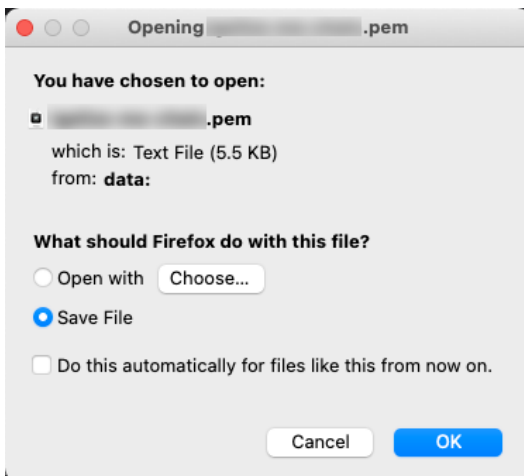 Opening .pem
You have chosen to open:
.pem
which is: Text File (5.5 KB)
from: data:
What should Firefox do with this file?
Open with Choose...
Save File
Do this automatically for files like this from now on.
Cancel OK